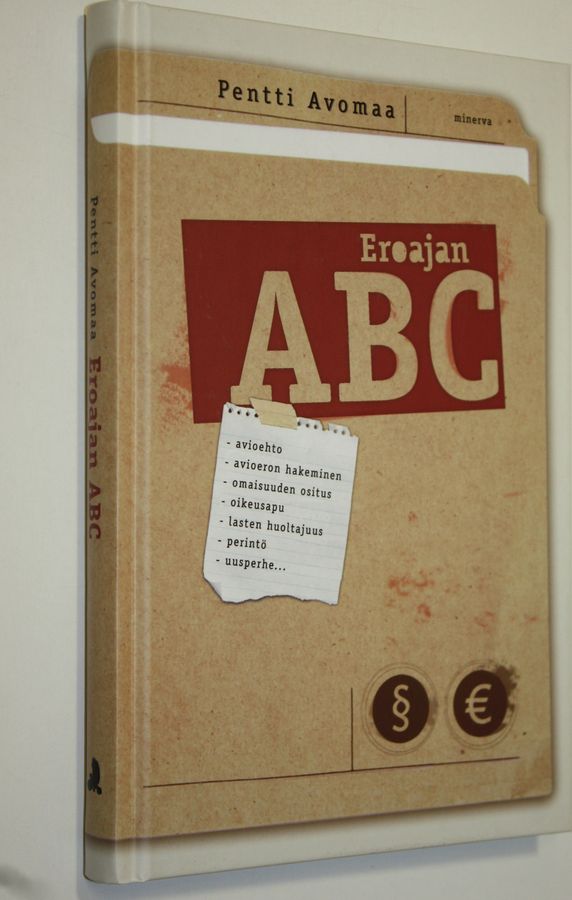 Pentti Avomaa
minerva
Eroajan
ABC
- avioehto
- avioeron hakeminen
- omaisuuden ositus
- oikeusapu
- lasten huoltajuus
- perintö
- uusperhe...
§
€
Pentti Avomaa Eroajan ABC